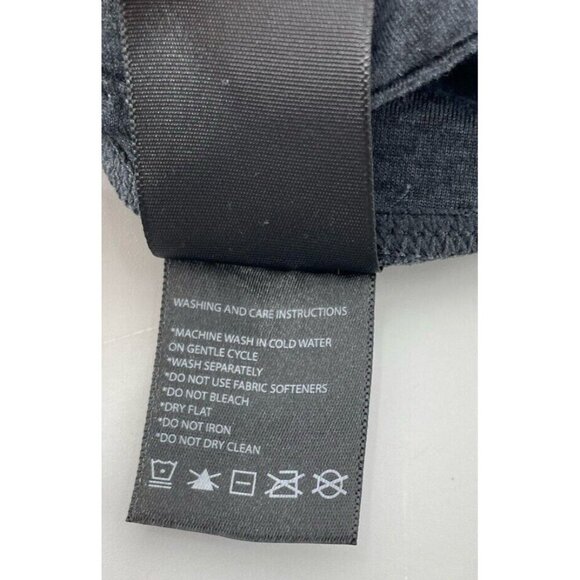 WASHING AND CARE INSTRUCTIONS
*MACHINE WASH IN COLD WATER
ON GENTLE CYCLE
*WASH SEPARATELY
*DO NOT USE FABRIC SOFTENERS
*DO NOT BLEACH
*DRY FLAT
*DO NOT IRON
*DO NOT DRY CLEAN